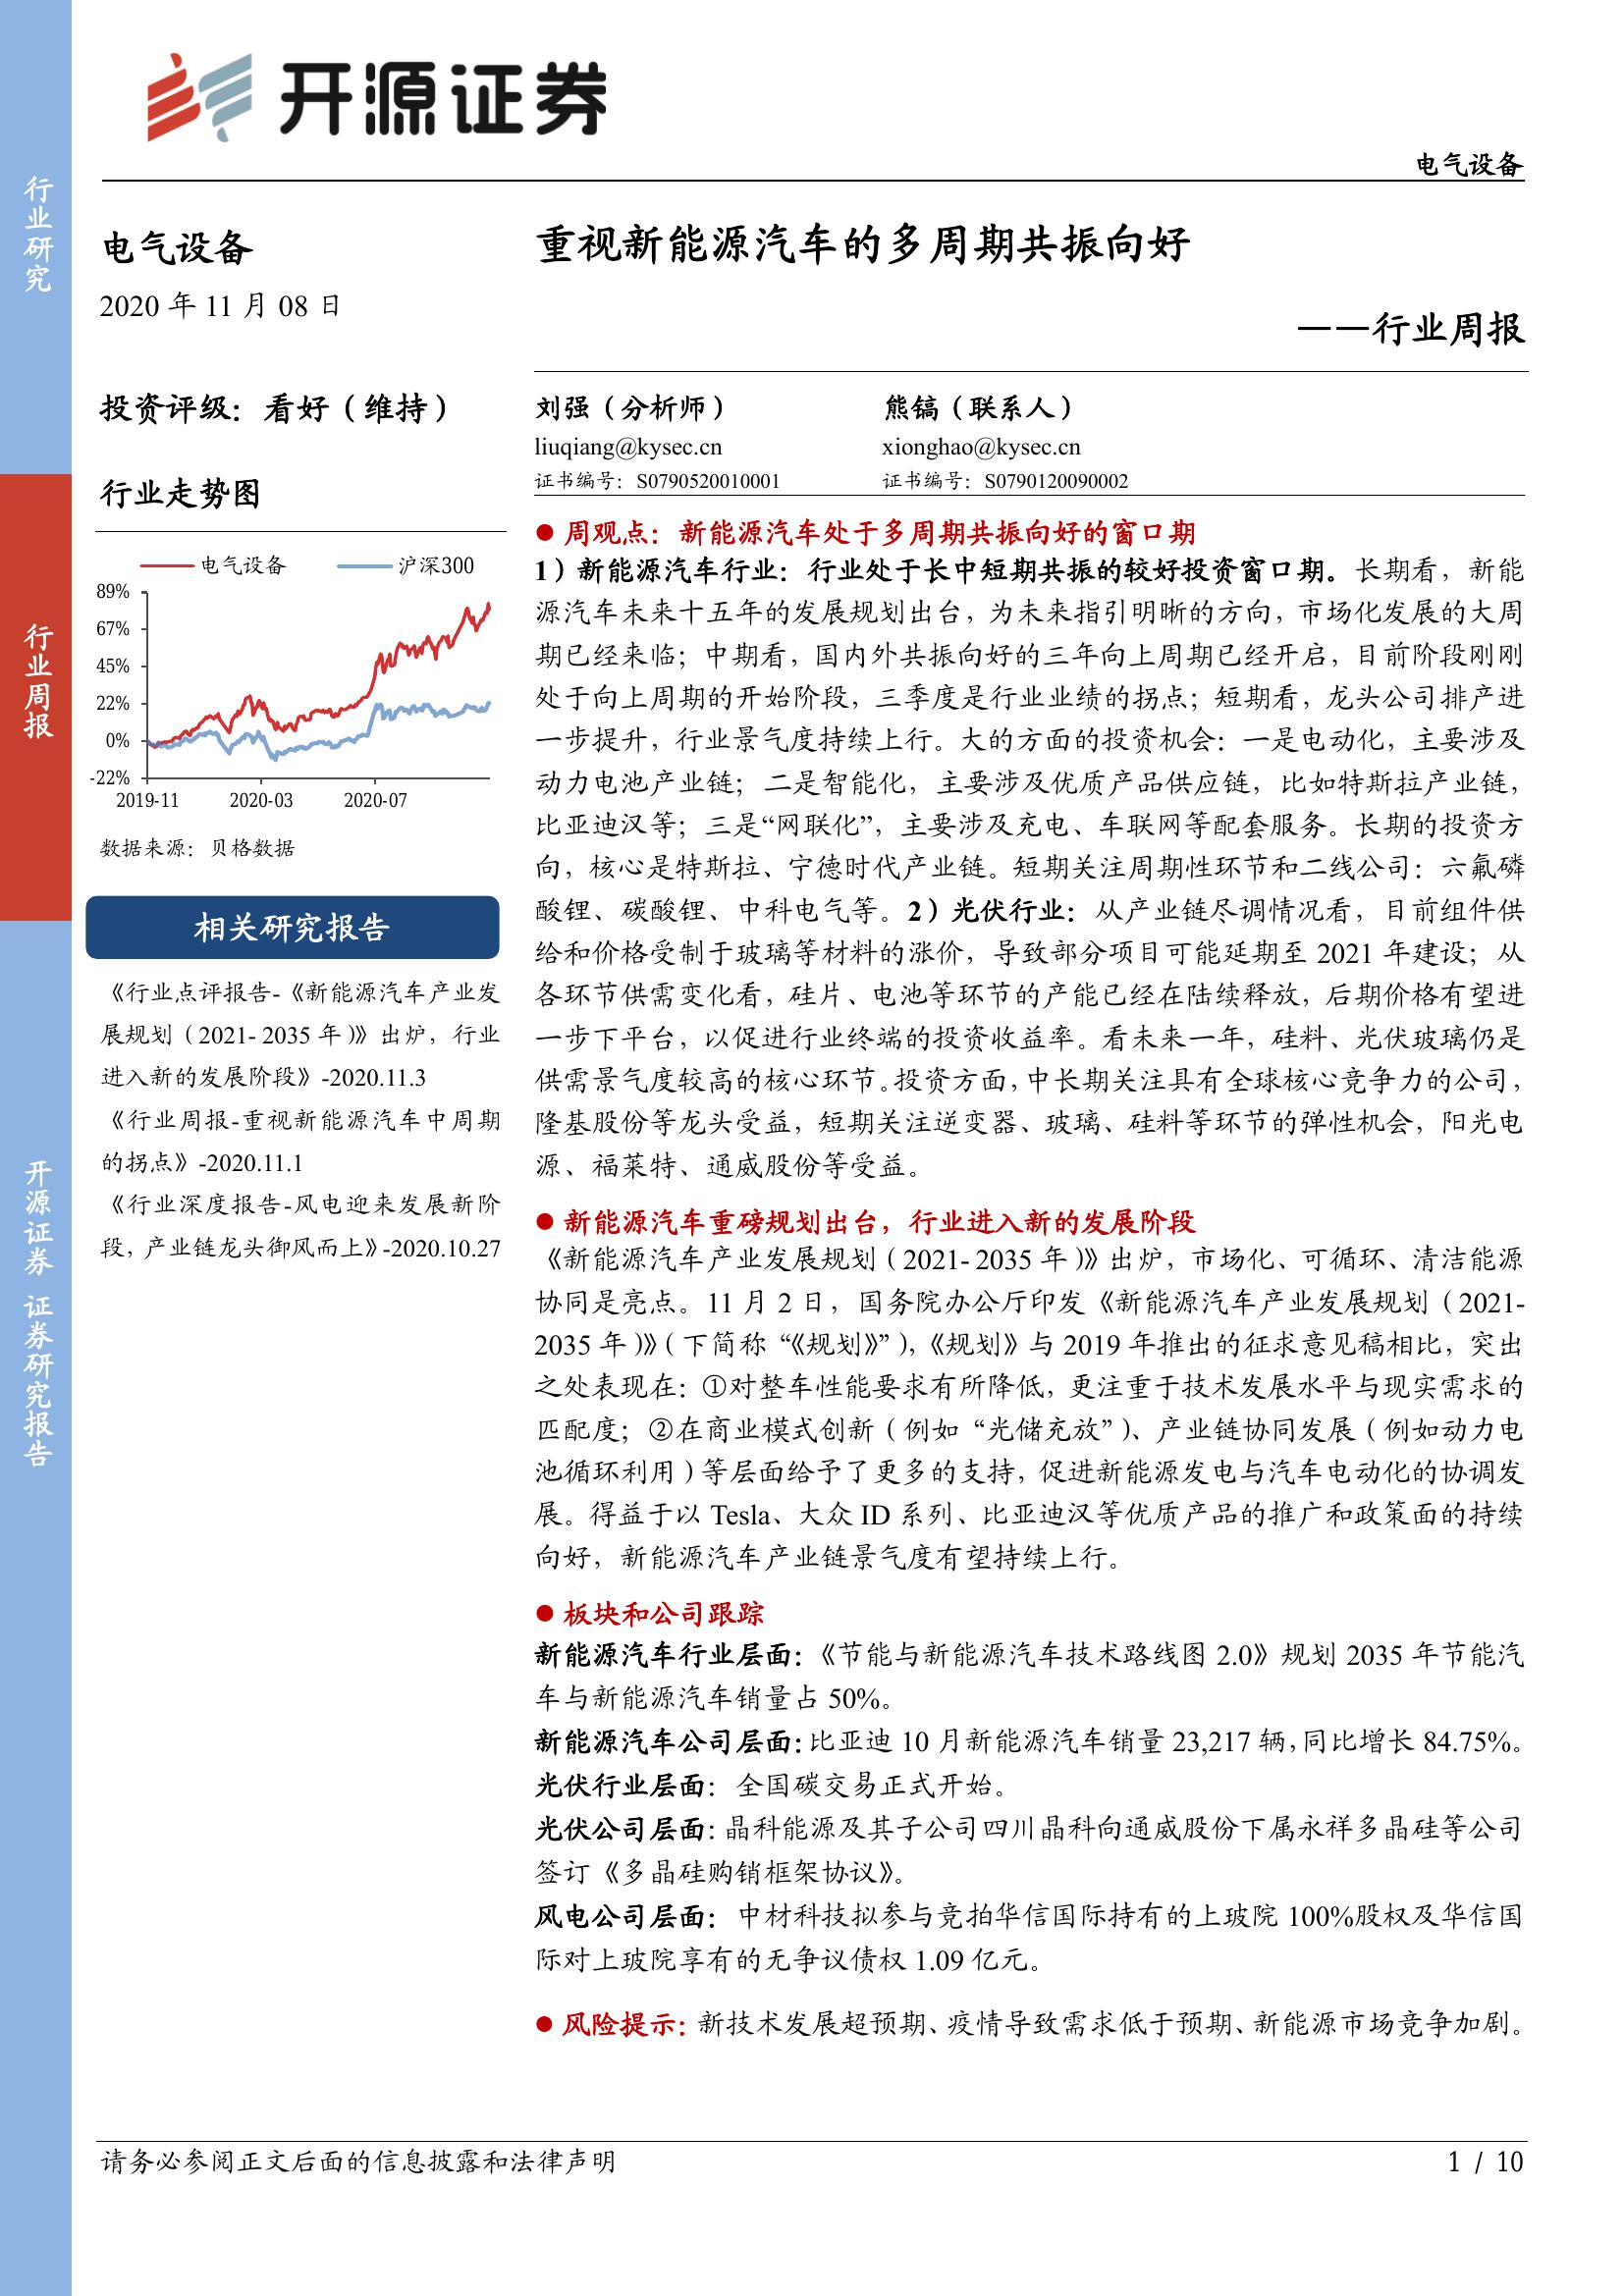 开源证券
电气设备
行业研究
行业周报
开源证券 证券研究报告
电气设备
2020 年 11 月 08 日
投资评级：看好（维持）
行业走势图
电气设备 沪深300
89%
67%
45%
22%
0%
-22%
2019-11 2020-03 2020-07
数据来源：贝格数据
相关研究报告
《行业点评报告-《新能源汽车产业发
展规划（2021- 2035 年）》出炉，行业
进入新的发展阶段》-2020.11.3
《行业周报-重视新能源汽车中周期
的拐点》-2020.11.1
《行业深度报告-风电迎来发展新阶
段，产业链龙头御风而上》-2020.10.27
重视新能源汽车的多周期共振向好
——行业周报
刘强（分析师） 熊镐（联系人）
liuqiang@kysec.cn xionghao@kysec.cn
证书编号：S0790520010001 证书编号：S0790120090002
● 周观点：新能源汽车处于多周期共振向好的窗口期
1）新能源汽车行业：行业处于长中短期共振的较好投资窗口期。长期看，新能
源汽车未来十五年的发展规划出台，为未来指引明晰的方向，市场化发展的大周
期已经来临；中期看，国内外共振向好的三年向上周期已经开启，目前阶段刚刚
处于向上周期的开始阶段，三季度是行业业绩的拐点；短期看，龙头公司排产进
一步提升，行业景气度持续上行。大的方面的投资机会：一是电动化，主要涉及
动力电池产业链；二是智能化，主要涉及优质产品供应链，比如特斯拉产业链，
比亚迪汉等；三是“网联化”，主要涉及充电、车联网等配套服务。长期的投资方
向，核心是特斯拉、宁德时代产业链。短期关注周期性环节和二线公司：六氟磷
酸锂、碳酸锂、中科电气等。2）光伏行业：从产业链尽调情况看，目前组件供
给和价格受制于玻璃等材料的涨价，导致部分项目可能延期至 2021 年建设；从
各环节供需变化看，硅片、电池等环节的产能已经在陆续释放，后期价格有望进
一步下平台，以促进行业终端的投资收益率。看未来一年，硅料、光伏玻璃仍是
供需景气度较高的核心环节。投资方面，中长期关注具有全球核心竞争力的公司，
隆基股份等龙头受益，短期关注逆变器、玻璃、硅料等环节的弹性机会，阳光电
源、福莱特、通威股份等受益。
● 新能源汽车重磅规划出台，行业进入新的发展阶段
《新能源汽车产业发展规划（2021- 2035 年）》出炉，市场化、可循环、清洁能源
协同是亮点。11 月 2 日，国务院办公厅印发《新能源汽车产业发展规划（2021-
2035 年）》（下简称“《规划》”），《规划》与 2019 年推出的征求意见稿相比，突出
之处表现在：①对整车性能要求有所降低，更注重于技术发展水平与现实需求的
匹配度；②在商业模式创新（例如“光储充放”）、产业链协同发展（例如动力电
池循环利用）等层面给予了更多的支持，促进新能源发电与汽车电动化的协调发
展。得益于以 Tesla、大众 ID 系列、比亚迪汉等优质产品的推广和政策面的持续
向好，新能源汽车产业链景气度有望持续上行。
● 板块和公司跟踪
新能源汽车行业层面：《节能与新能源汽车技术路线图 2.0》规划 2035 年节能汽
车与新能源汽车销量占 50%。
新能源汽车公司层面：比亚迪 10 月新能源汽车销量 23,217 辆，同比增长 84.75%。
光伏行业层面：全国碳交易正式开始。
光伏公司层面：晶科能源及其子公司四川晶科向通威股份下属永祥多晶硅等公司
签订《多晶硅购销框架协议》。
风电公司层面：中材科技拟参与竞拍华信国际持有的上玻院 100%股权及华信国
际对上玻院享有的无争议债权 1.09 亿元。
● 风险提示：新技术发展超预期、疫情导致需求低于预期、新能源市场竞争加剧。
请务必参阅正文后面的信息披露和法律声明 1 / 10